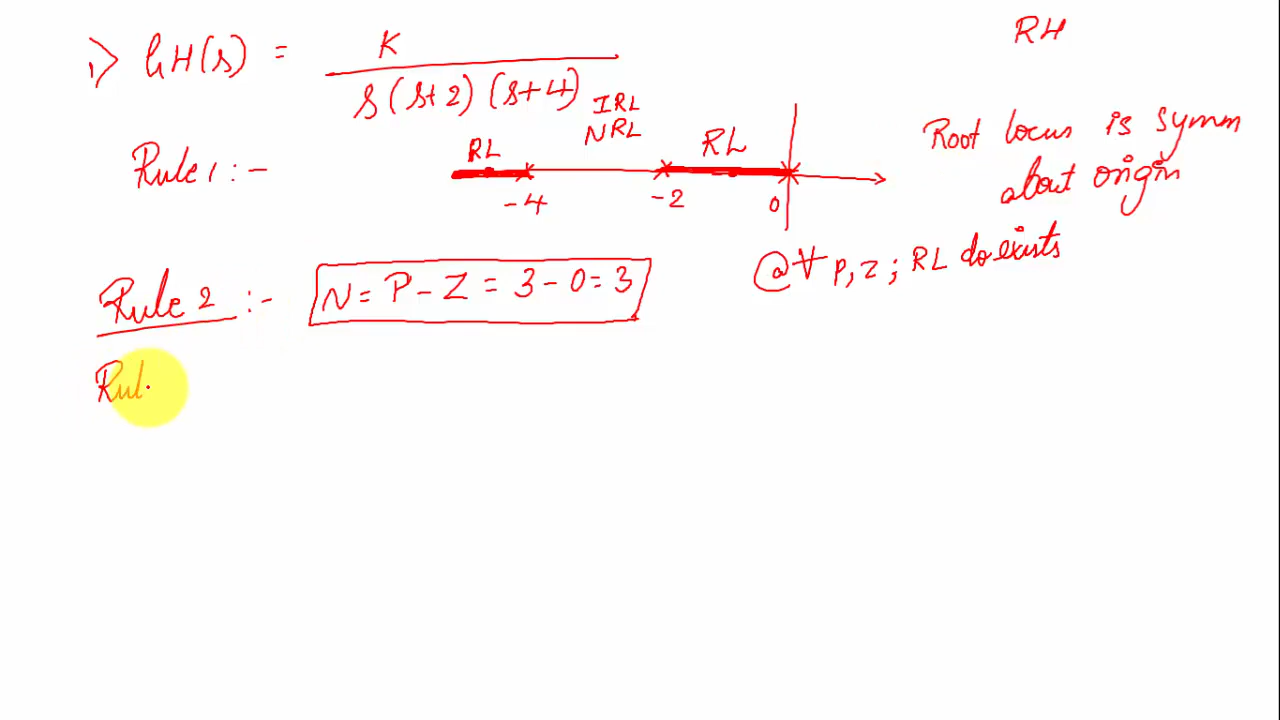 RH
1) GH(s) = K
s(s+2)(s+4)
IRL
NRL
RL
RL
Rule 1 :-
-4 -2 0
Root locus is symm
about origin
@ ∀ P, Z ; RL do exists
Rule 2 :- N = P - Z = 3 - 0 = 3
Rul